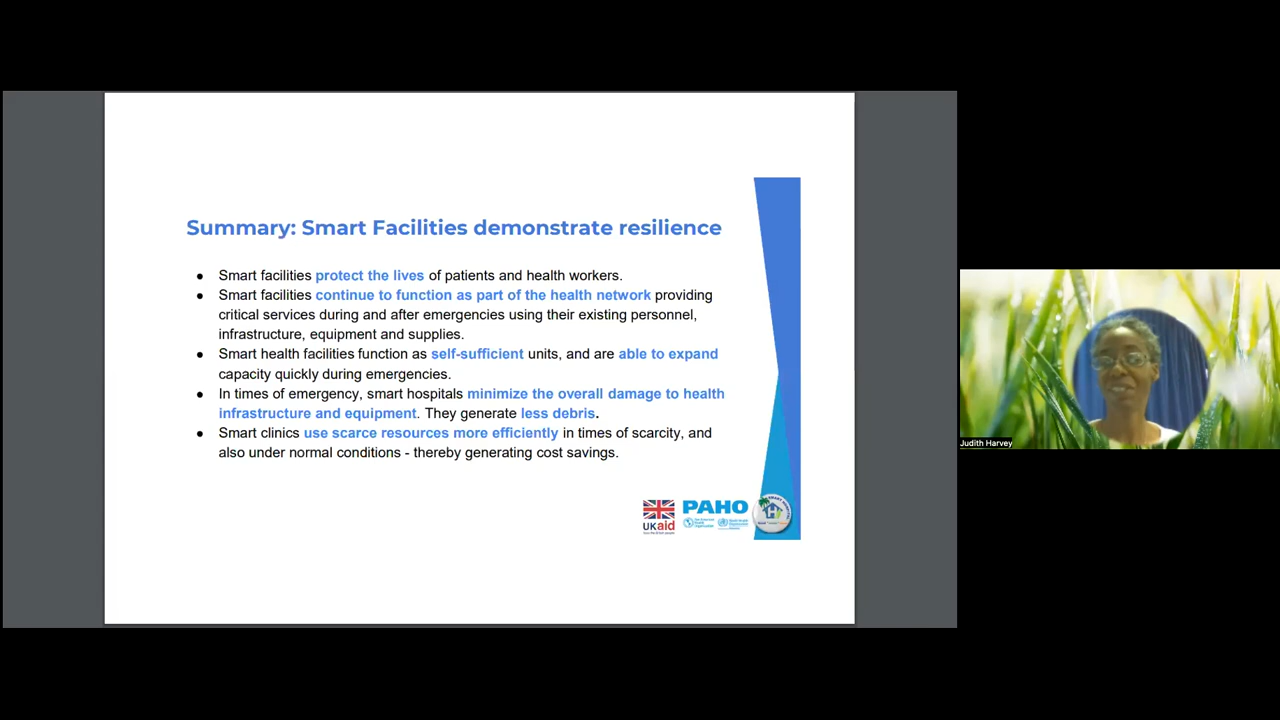 Summary: Smart Facilities demonstrate resilience
● Smart facilities protect the lives of patients and health workers.
● Smart facilities continue to function as part of the health network providing
critical services during and after emergencies using their existing personnel,
infrastructure, equipment and supplies.
● Smart health facilities function as self-sufficient units, and are able to expand
capacity quickly during emergencies.
● In times of emergency, smart hospitals minimize the overall damage to health
infrastructure and equipment. They generate less debris.
● Smart clinics use scarce resources more efficiently in times of scarcity, and
also under normal conditions - thereby generating cost savings.
UKaid
PAHO
Judith Harvey